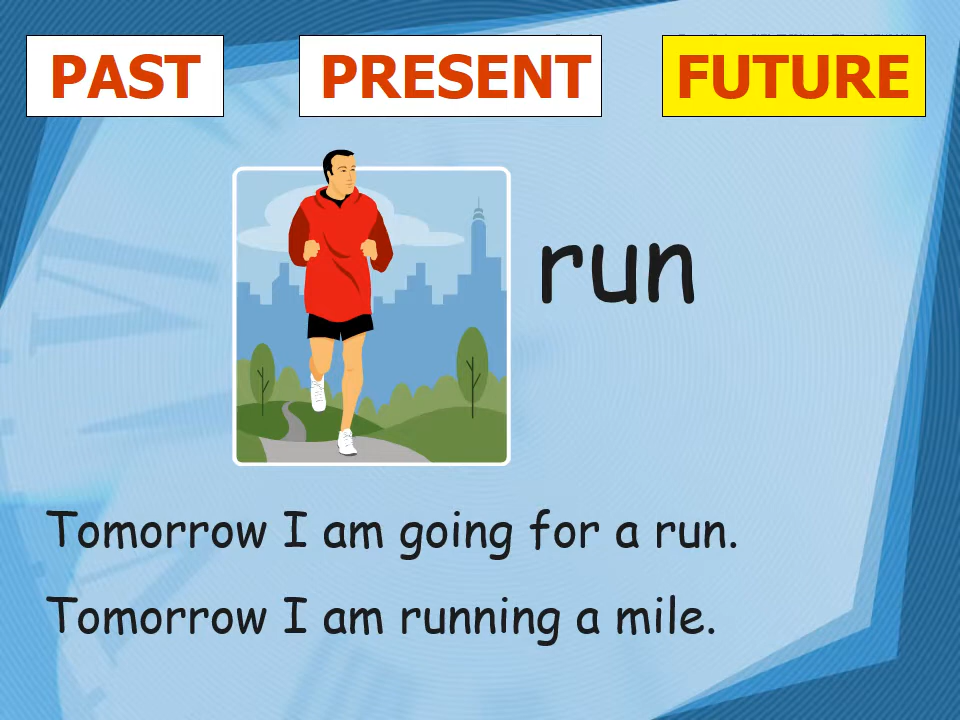 PAST PRESENT FUTURE
run
Tomorrow I am going for a run.
Tomorrow I am running a mile.